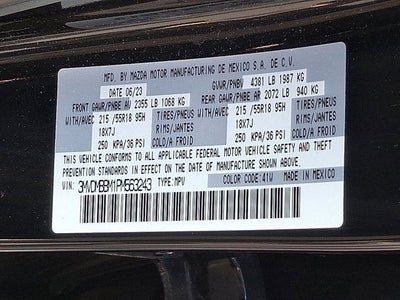 MFD. BY MAZDA MOTOR MANUFACTURING DE MEXICO S.A. DE C.V.
DATE 06/23 GVWR/PNBV 4381 LB 1987 KG
FRONT GAWR/PNBE AV 2355 LB 1068 KG REAR GAWR/PNBE AR 2072 LB 940 KG
WITH/AVEC 215 /55R18 95H TIRES/PNEUS WITH/AVEC 215 /55R18 95H TIRES/PNEUS
18X7J RIMS/JANTES 18X7J RIMS/JANTES
250 KPA/36 PSI COLD/A FROID 250 KPA/36 PSI COLD/A FROID
THIS VEHICLE CONFORMS TO ALL APPLICABLE FEDERAL MOTOR VEHICLE SAFETY AND THEFT
PREVENTION STANDARDS IN EFFECT ON THE DATE OF MANUFACTURE SHOWN ABOVE.
VIN: TYPE: MPV COLOR CODE: 41W MADE IN MEXICO